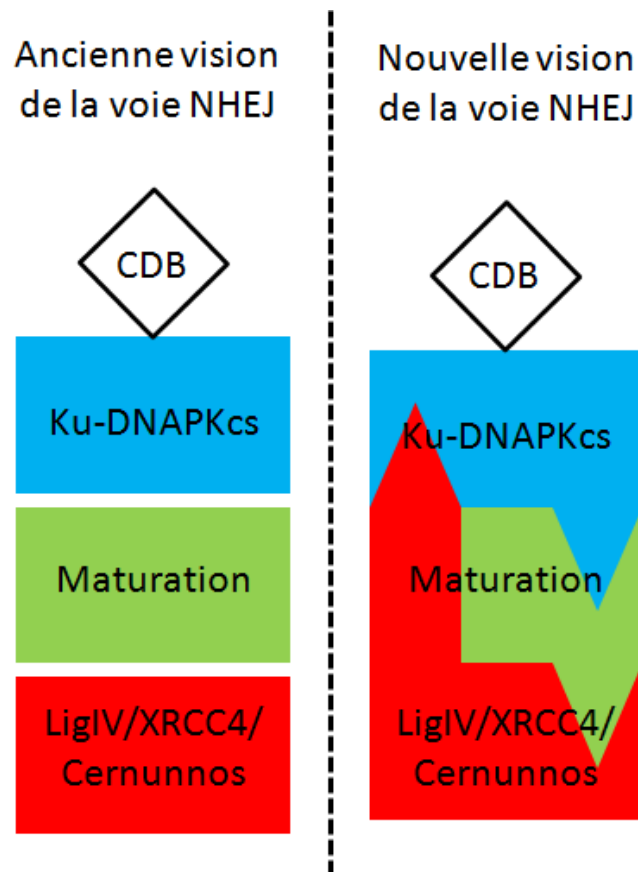 Ancienne vision
de la voie NHEJ
CDB
Ku-DNAPKcs
Maturation
LigIV/XRCC4/
Cernunnos
Nouvelle vision
de la voie NHEJ
CDB
Ku-DNAPKcs
Maturation
LigIV/XRCC4/
Cernunnos